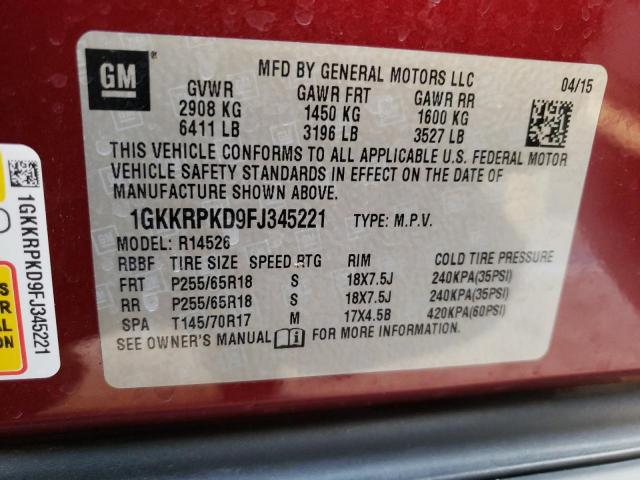 GM
MFD BY GENERAL MOTORS LLC 04/15
GVWR GAWR FRT GAWR RR
2908 KG 1450 KG 1600 KG
6411 LB 3196 LB 3527 LB
THIS VEHICLE CONFORMS TO ALL APPLICABLE U.S. FEDERAL MOTOR
VEHICLE SAFETY STANDARDS IN EFFECT ON THE DATE OF
MANUFACTURE SHOWN ABOVE.
1GKKRPKD9FJ345221 TYPE: M.P.V.
MODEL: R14526
RBBF TIRE SIZE SPEED RTG RIM COLD TIRE PRESSURE
FRT P255/65R18 S 18X7.5J 240KPA(35PSI)
RR P255/65R18 S 18X7.5J 240KPA(35PSI)
SPA T145/70R17 M 17X4.5B 420KPA(60PSI)
SEE OWNER'S MANUAL FOR MORE INFORMATION.
1GKKRPKD9FJ345221